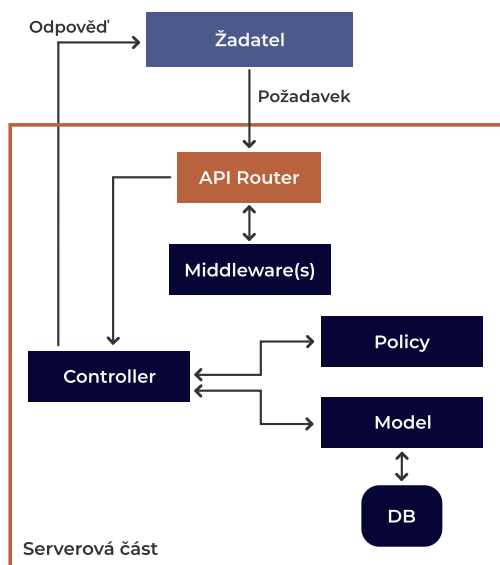 Odpověď
Žadatel
Požadavek
API Router
Middleware(s)
Policy
Controller
Model
DB
Serverová část